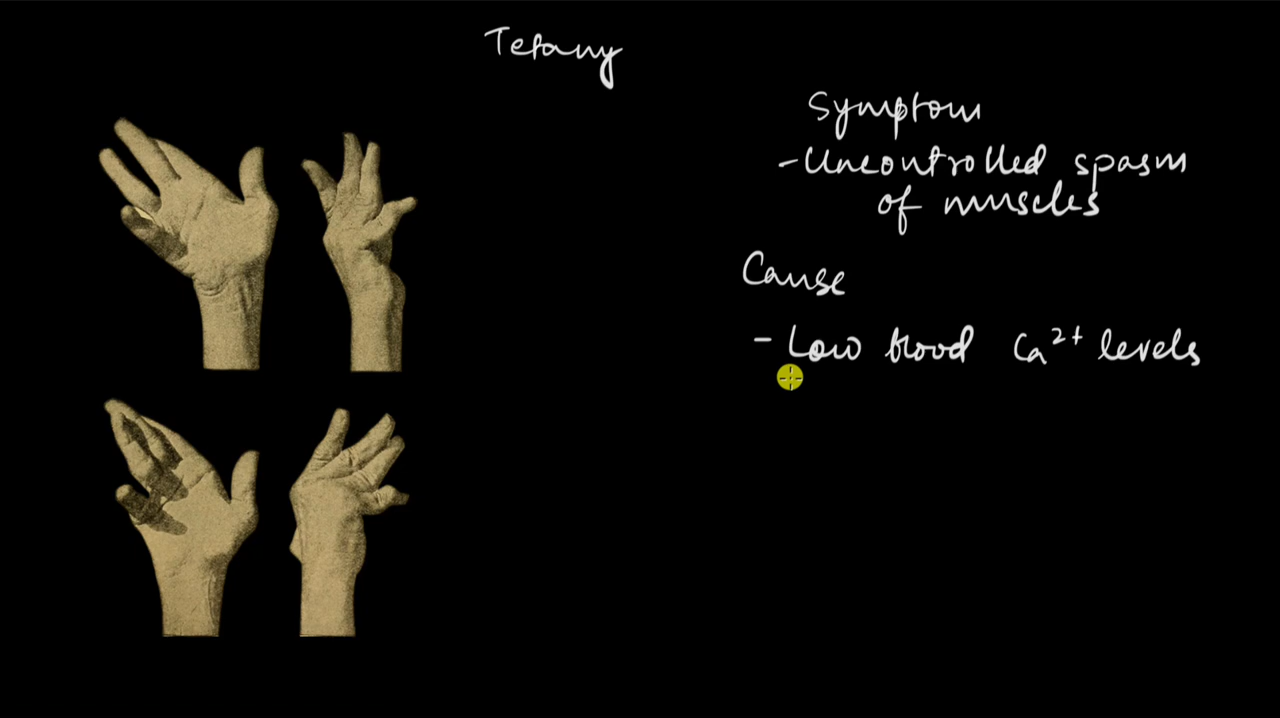 Tetany
Symptom
- Uncontrolled spasm
of muscles
Cause
- Low blood Ca²⁺ levels